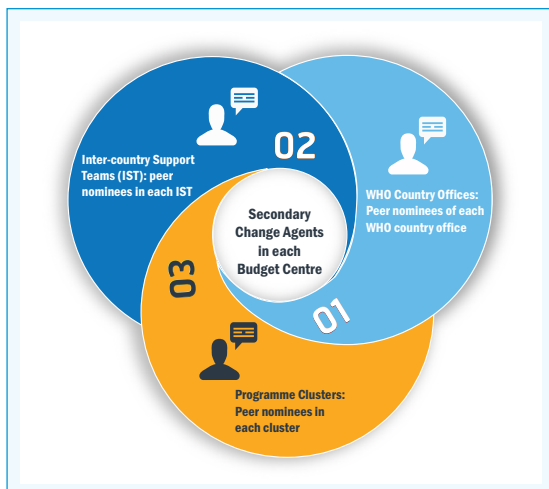 02
Inter-country Support
Teams (IST): peer
nominees in each IST
WHO Country Offices:
Peer nominees of each
WHO country office
Secondary
Change Agents
in each
Budget Centre
03
01
Programme Clusters:
Peer nominees in
each cluster